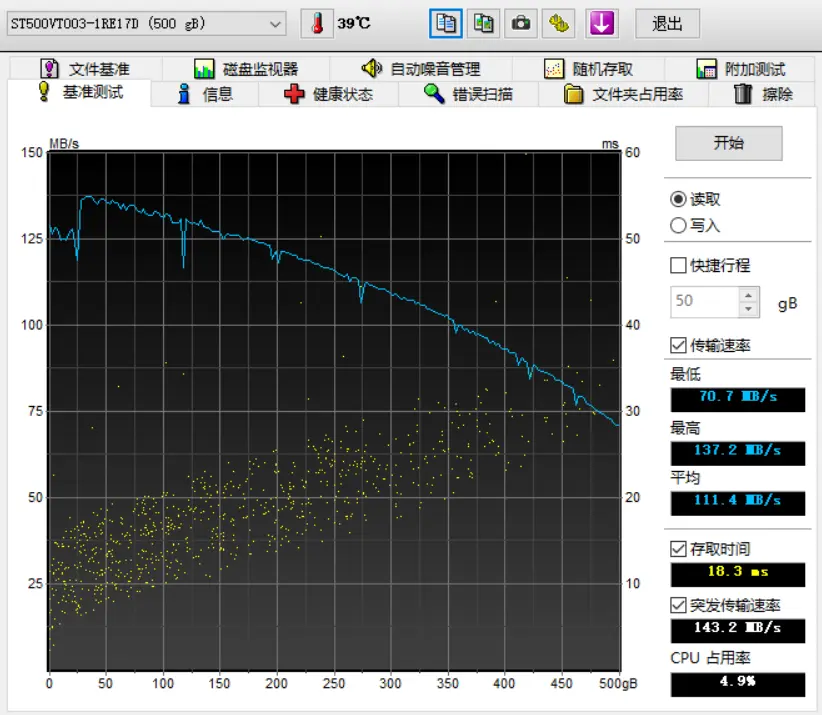 ST500VT003-1RE17D (500 gB)
39℃
退出
文件基准
磁盘监视器
自动噪音管理
随机存取
附加测试
基准测试
信息
健康状态
错误扫描
文件夹占用率
擦除
MB/s
ms
150
125
100
75
50
25
60
50
40
30
20
10
0
50
100
150
200
250
300
350
400
450
500gB
开始
读取
写入
快捷行程
50
gB
传输速率
最低
70.7 MB/s
最高
137.2 MB/s
平均
111.4 MB/s
存取时间
18.3 ms
突发传输速率
143.2 MB/s
CPU 占用率
4.9%